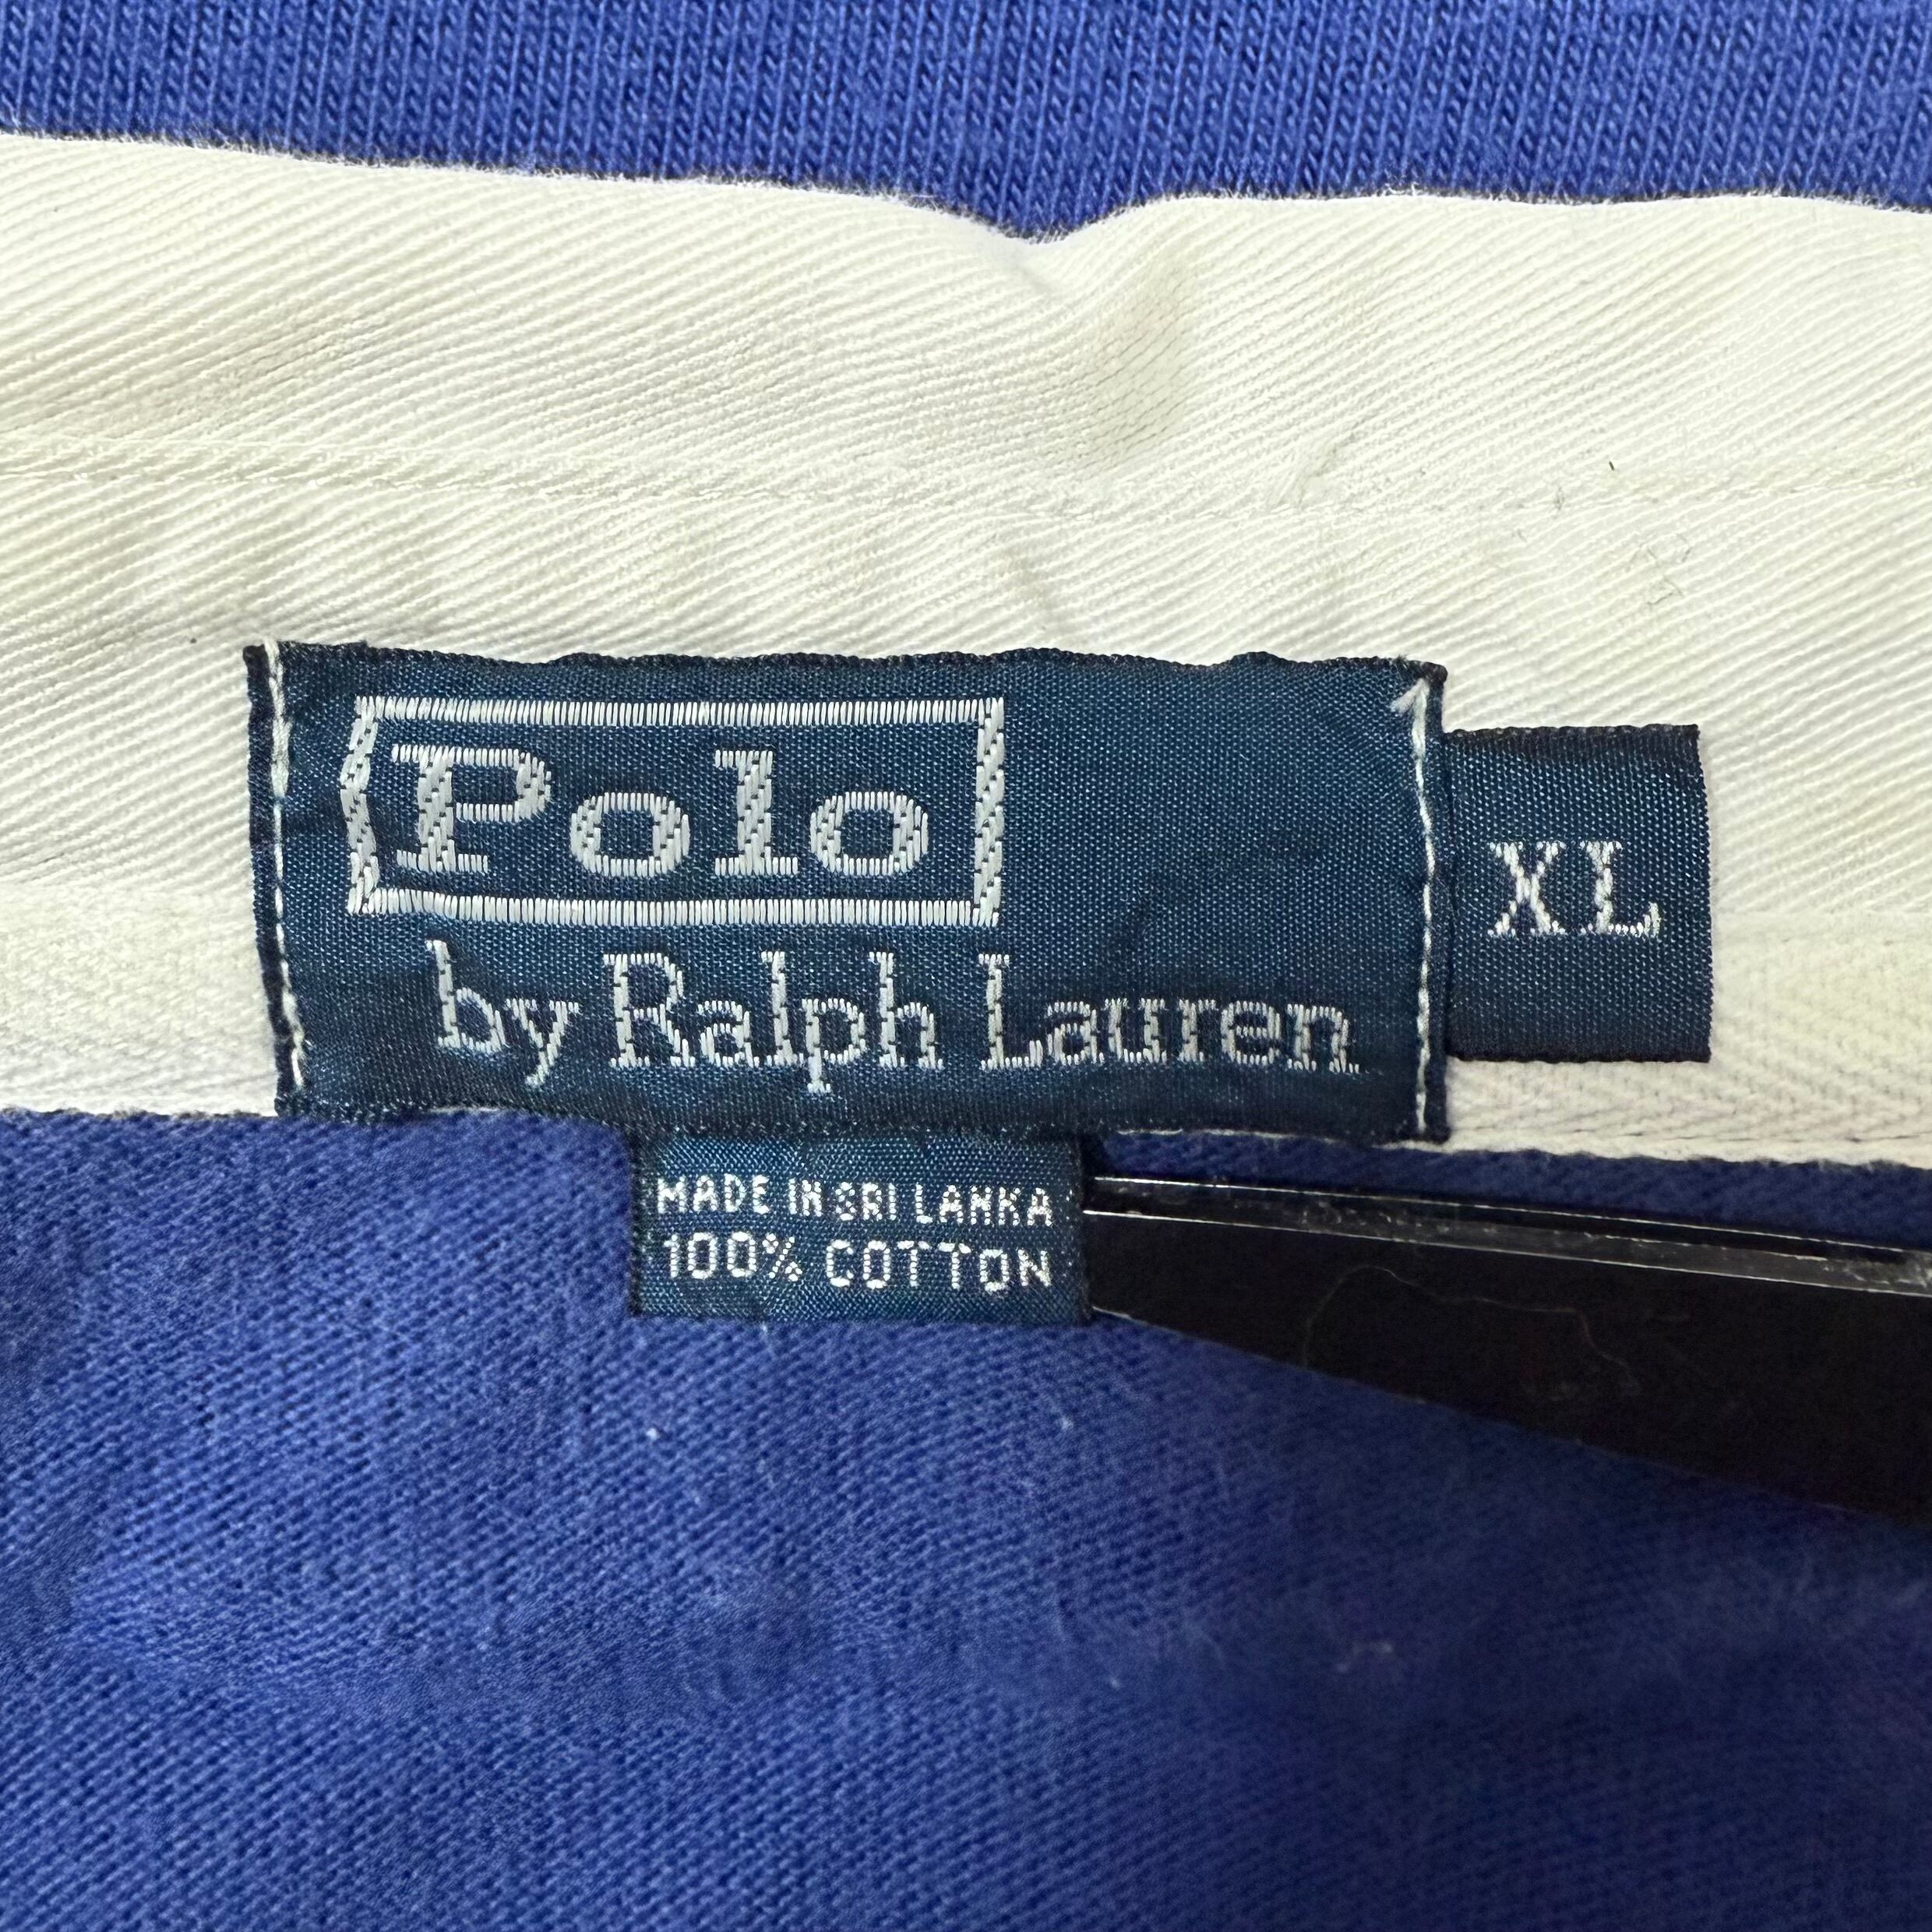 Polo
by Ralph Lauren
XL
MADE IN SRI LANKA
100% COTTON